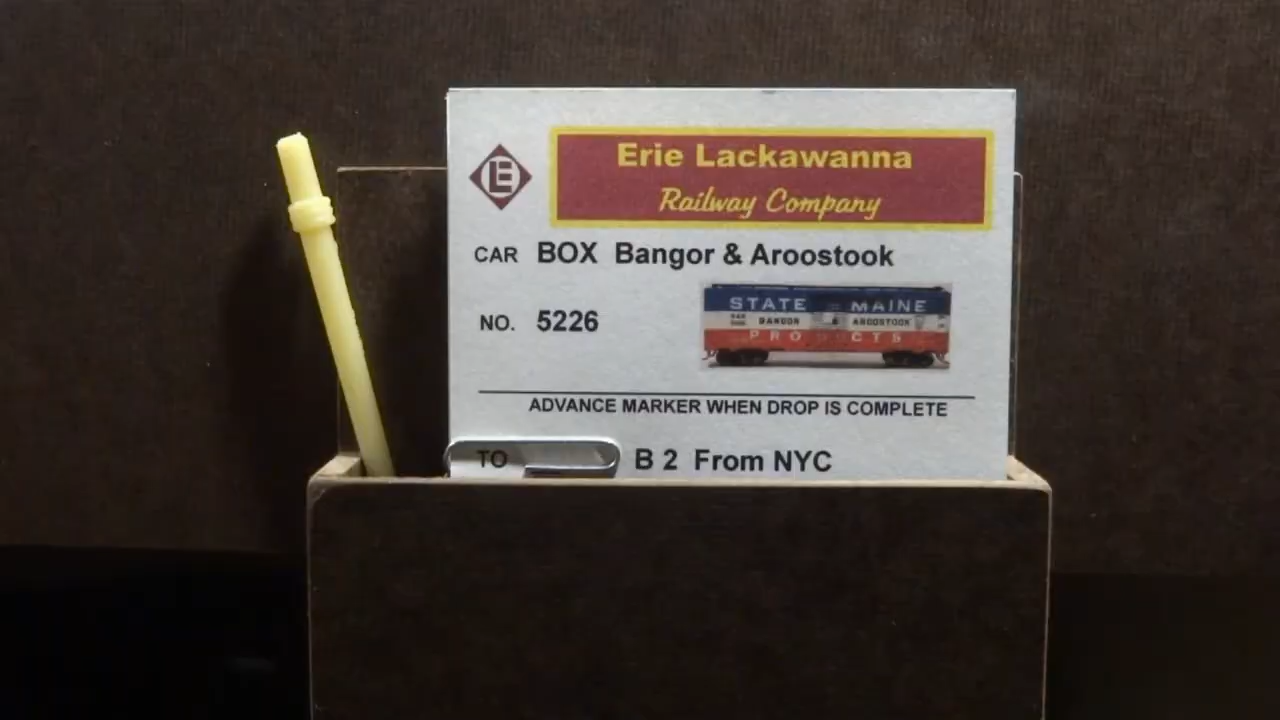 Erie Lackawanna
Railway Company
CAR BOX Bangor & Aroostook
NO. 5226
STATE MAINE
BANGOR AROOSTOOK
PRODUCTS
ADVANCE MARKER WHEN DROP IS COMPLETE
TO B 2 From NYC